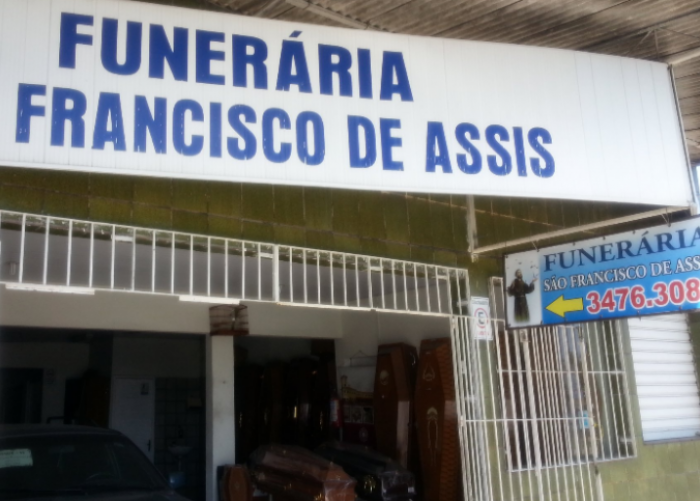 FUNERÁRIA
FRANCISCO DE ASSIS
FUNERÁRIA
SÃO FRANCISCO DE ASS
3476.308